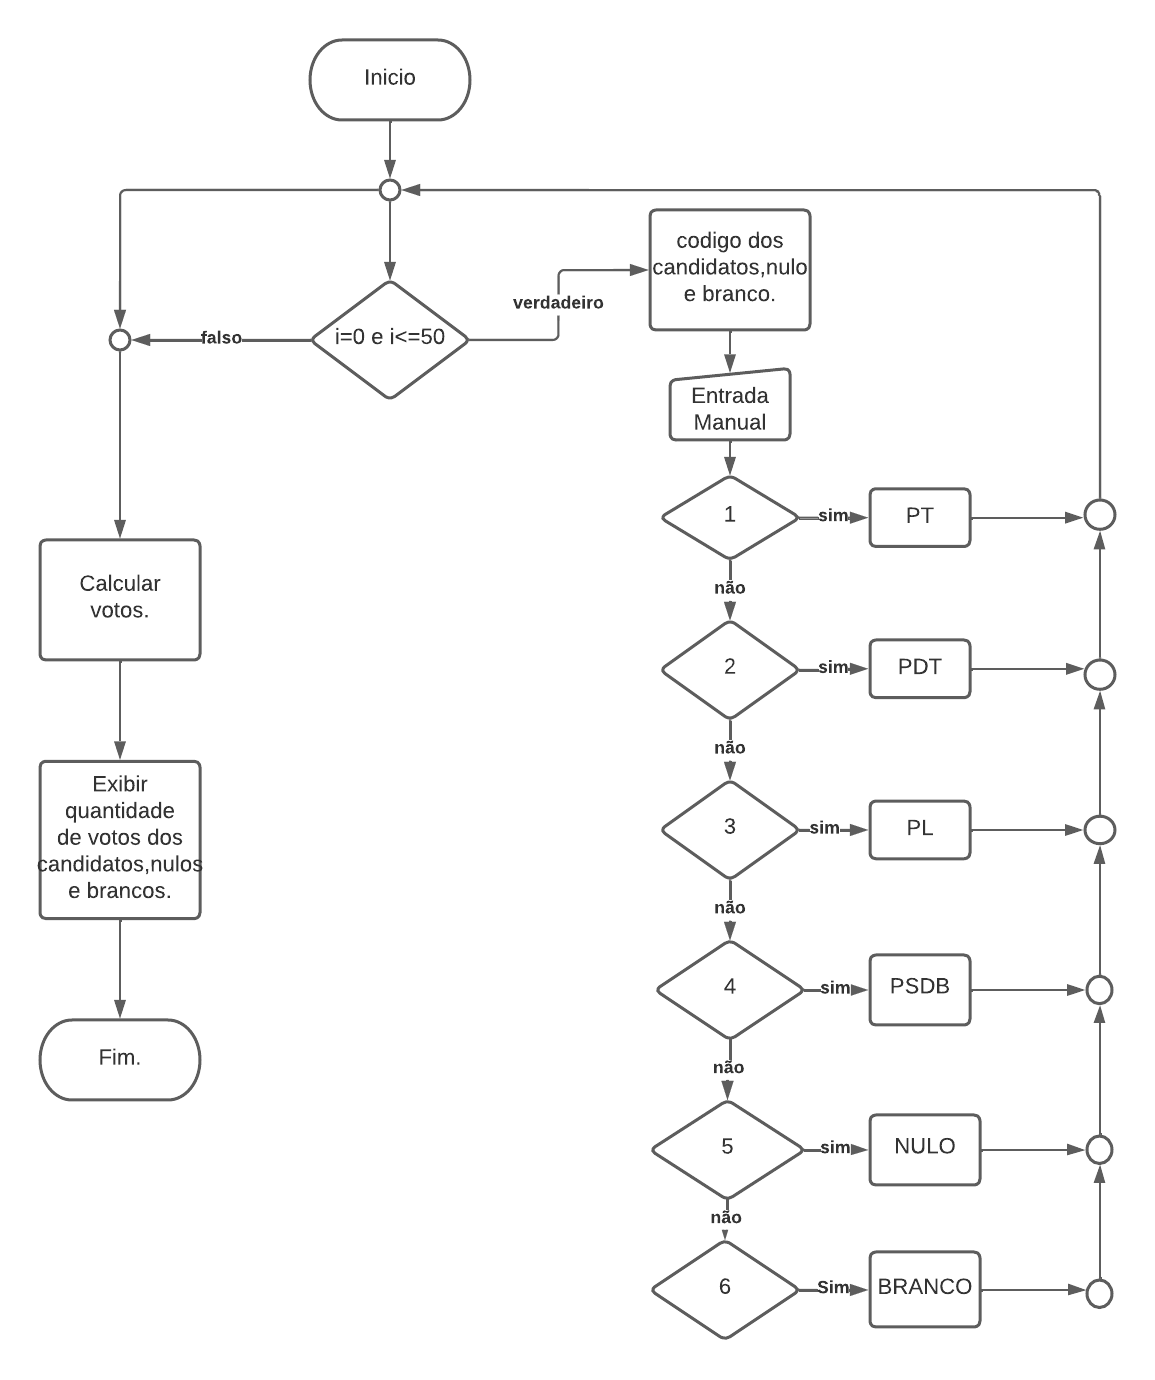 Inicio
i=0 e i<=50
falso
verdadeiro
codigo dos
candidatos,nulo
e branco.
Entrada
Manual
1
sim
PT
não
2
sim
PDT
não
3
sim
PL
não
4
sim
PSDB
não
5
sim
NULO
não
6
Sim
BRANCO
Calcular
votos.
Exibir
quantidade
de votos dos
candidatos,nulos
e brancos.
Fim.